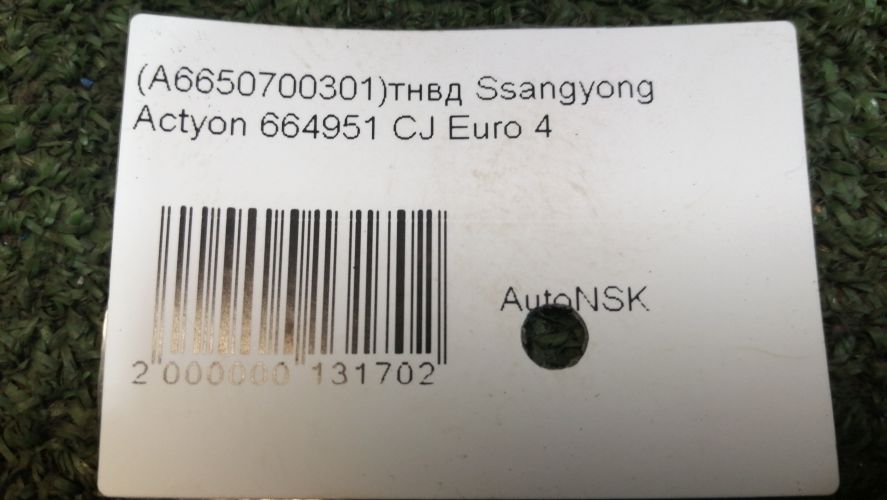 (A6650700301)тнвд Ssangyong
Actyon 664951 CJ Euro 4
AutoNSK
2 000000 131702